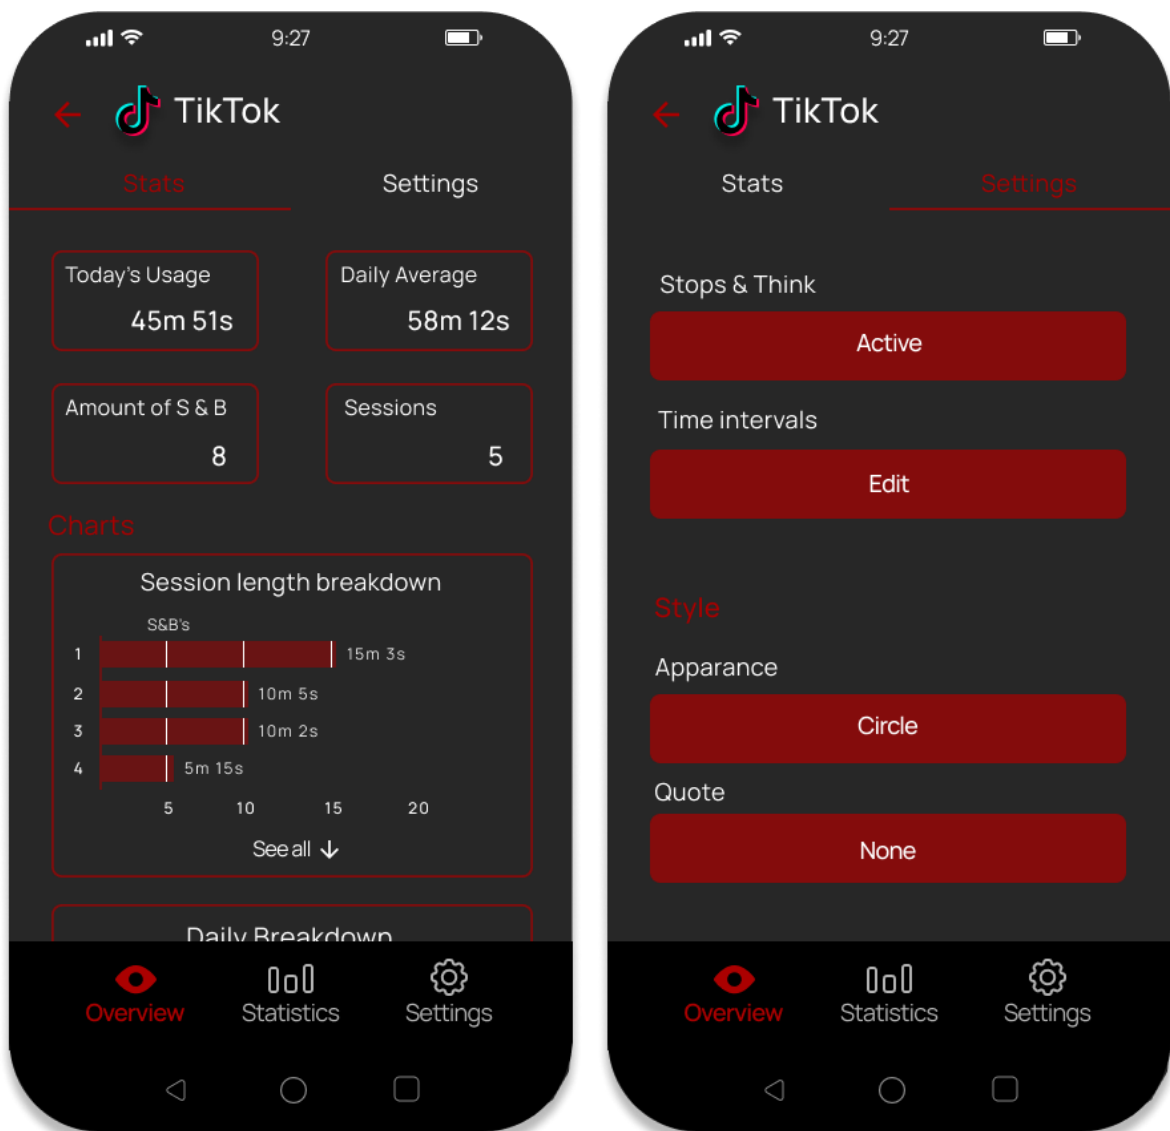 9:27
TikTok
Stats Settings
Today's Usage Daily Average
45m 51s 58m 12s
Amount of S & B Sessions
8 5
Charts
Session length breakdown
S&B's
1 15m 3s
2 10m 5s
3 10m 2s
4 5m 15s
5 10 15 20
See all
Daily Breakdown
Overview Statistics Settings
9:27
TikTok
Stats Settings
Stops & Think
Active
Time intervals
Edit
Style
Apparance
Circle
Quote
None
Overview Statistics Settings